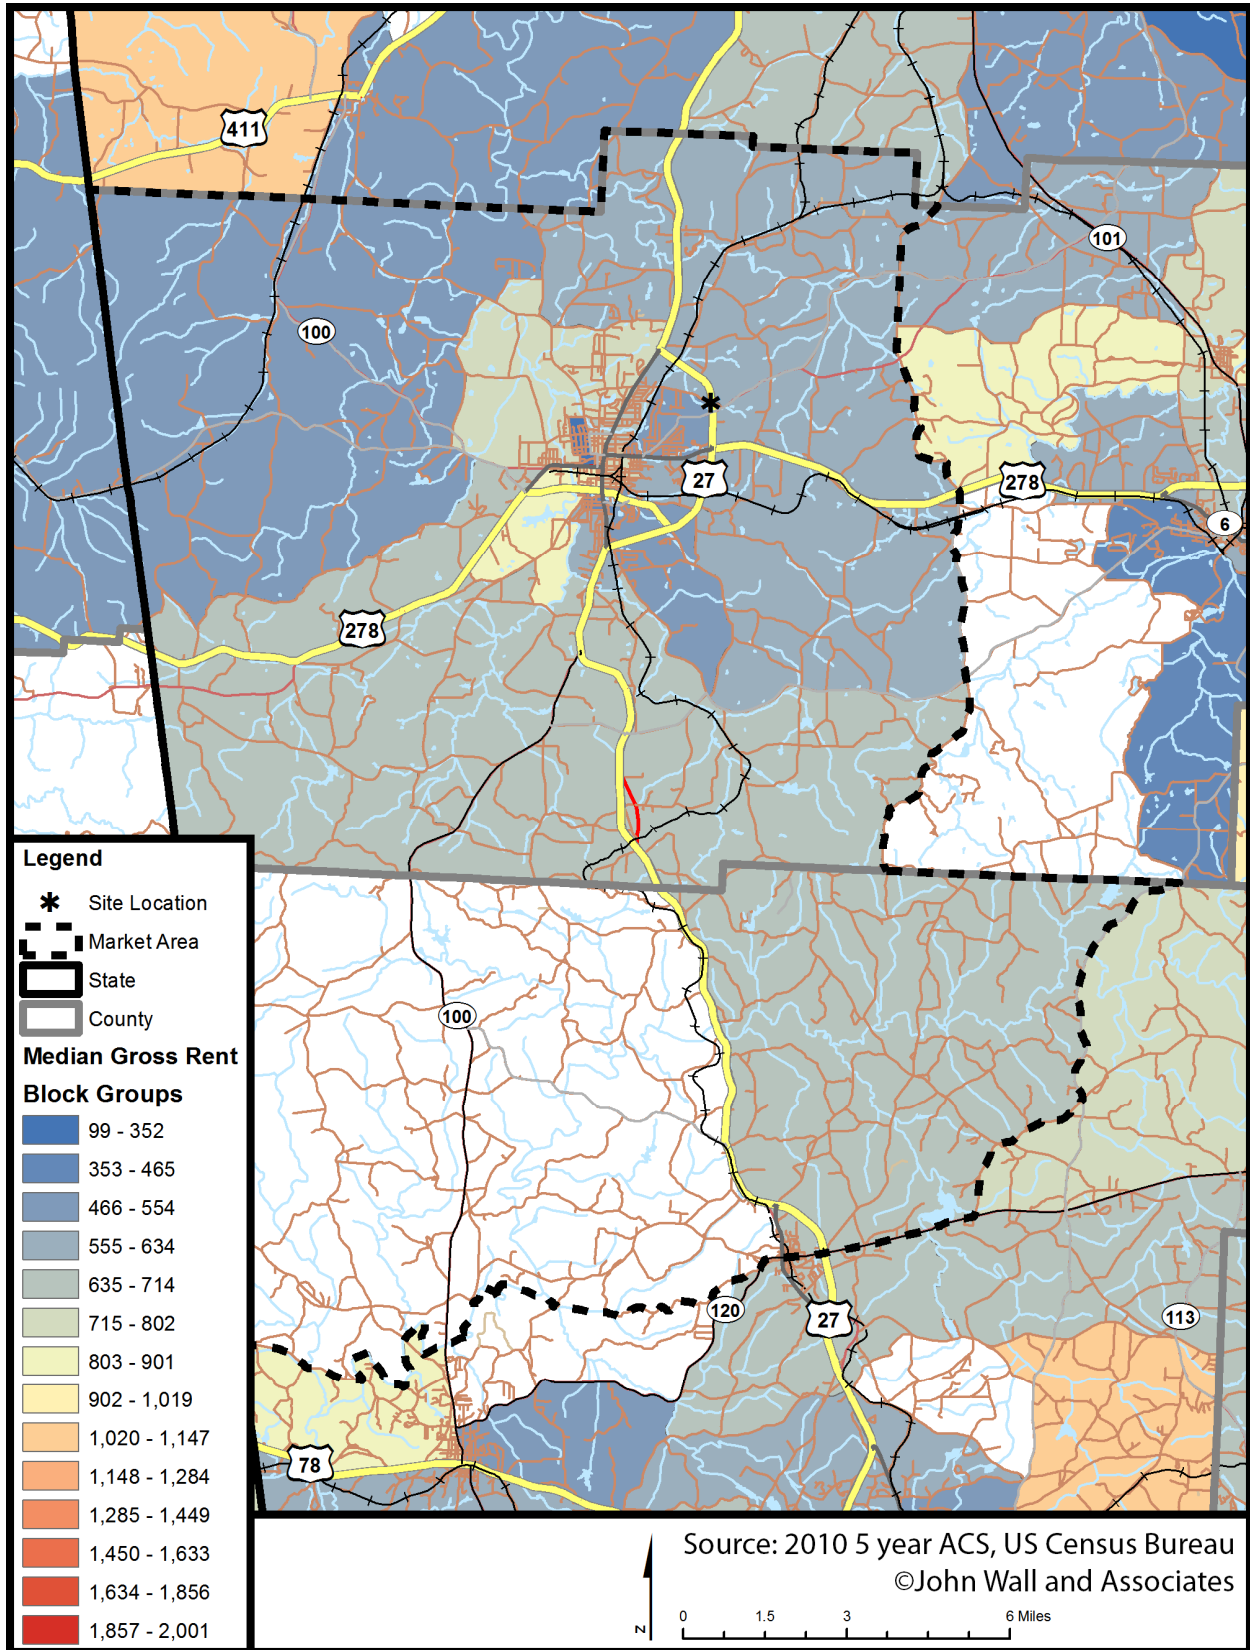 411
101
100
27
278
6
278
Legend
Site Location
Market Area
State
County
Median Gross Rent
Block Groups
99 - 352
353 - 465
466 - 554
555 - 634
635 - 714
715 - 802
803 - 901
902 - 1,019
1,020 - 1,147
1,148 - 1,284
1,285 - 1,449
1,450 - 1,633
1,634 - 1,856
1,857 - 2,001
100
120
27
113
78
Source: 2010 5 year ACS, US Census Bureau
©John Wall and Associates
N
0 1.5 3 6 Miles